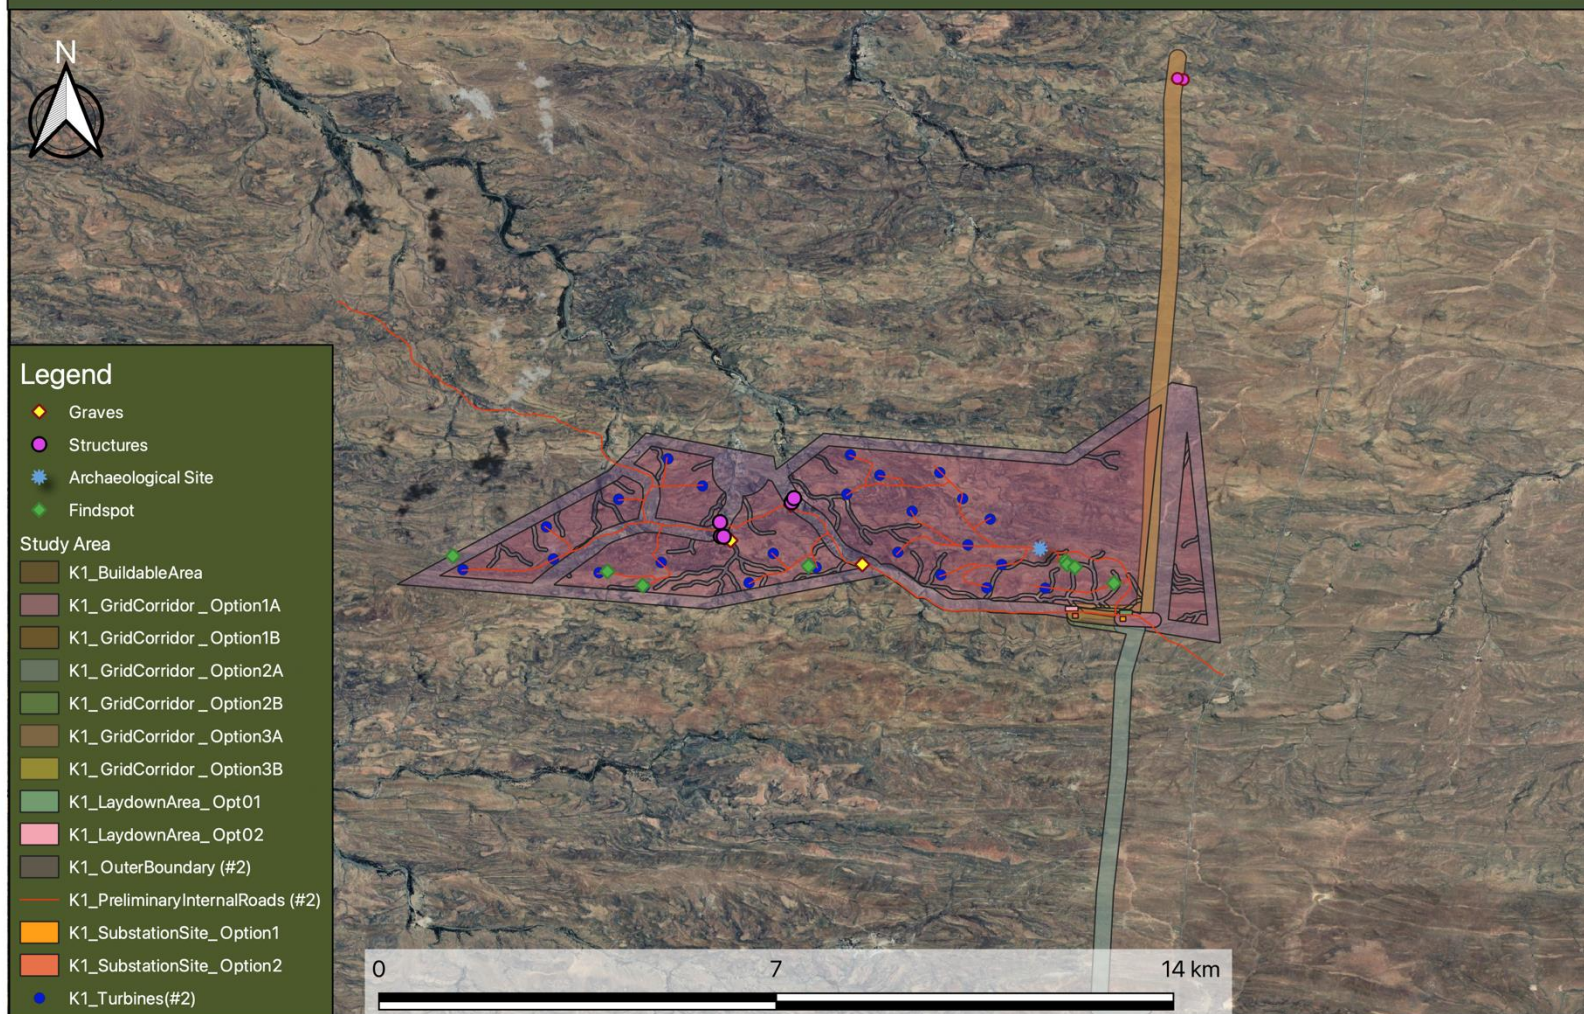 N
Legend
Graves
Structures
Archaeological Site
Findspot
Study Area
K1_BuildableArea
K1_GridCorridor_Option1A
K1_GridCorridor_Option1B
K1_GridCorridor_Option2A
K1_GridCorridor_Option2B
K1_GridCorridor_Option3A
K1_GridCorridor_Option3B
K1_LaydownArea_Opt01
K1_LaydownArea_Opt02
K1_OuterBoundary (#2)
K1_PreliminaryInternalRoads (#2)
K1_SubstationSite_Option1
K1_SubstationSite_Option2
K1_Turbines(#2)
0 7 14 km